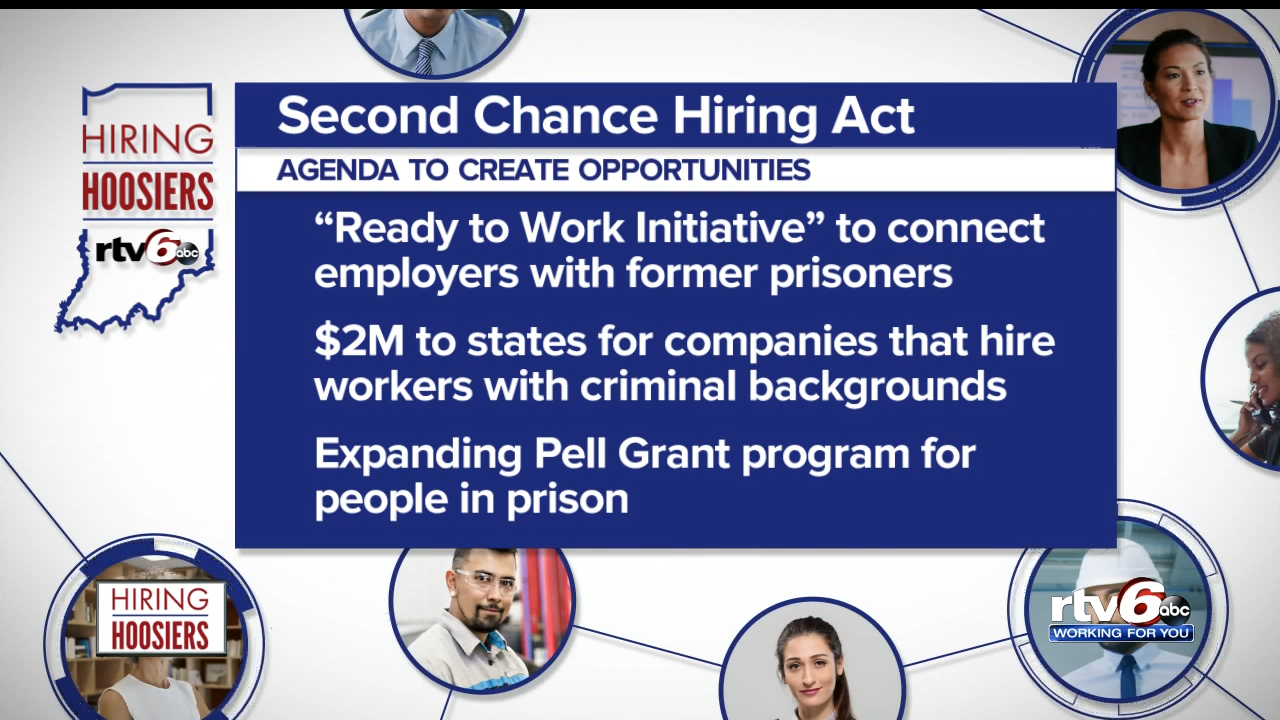 Second Chance Hiring Act
AGENDA TO CREATE OPPORTUNITIES
HIRING
HOOSIERS
rtv6 abc
“Ready to Work Initiative” to connect
employers with former prisoners
$2M to states for companies that hire
workers with criminal backgrounds
Expanding Pell Grant program for
people in prison
HIRING
HOOSIERS
rtv6 abc
WORKING FOR YOU